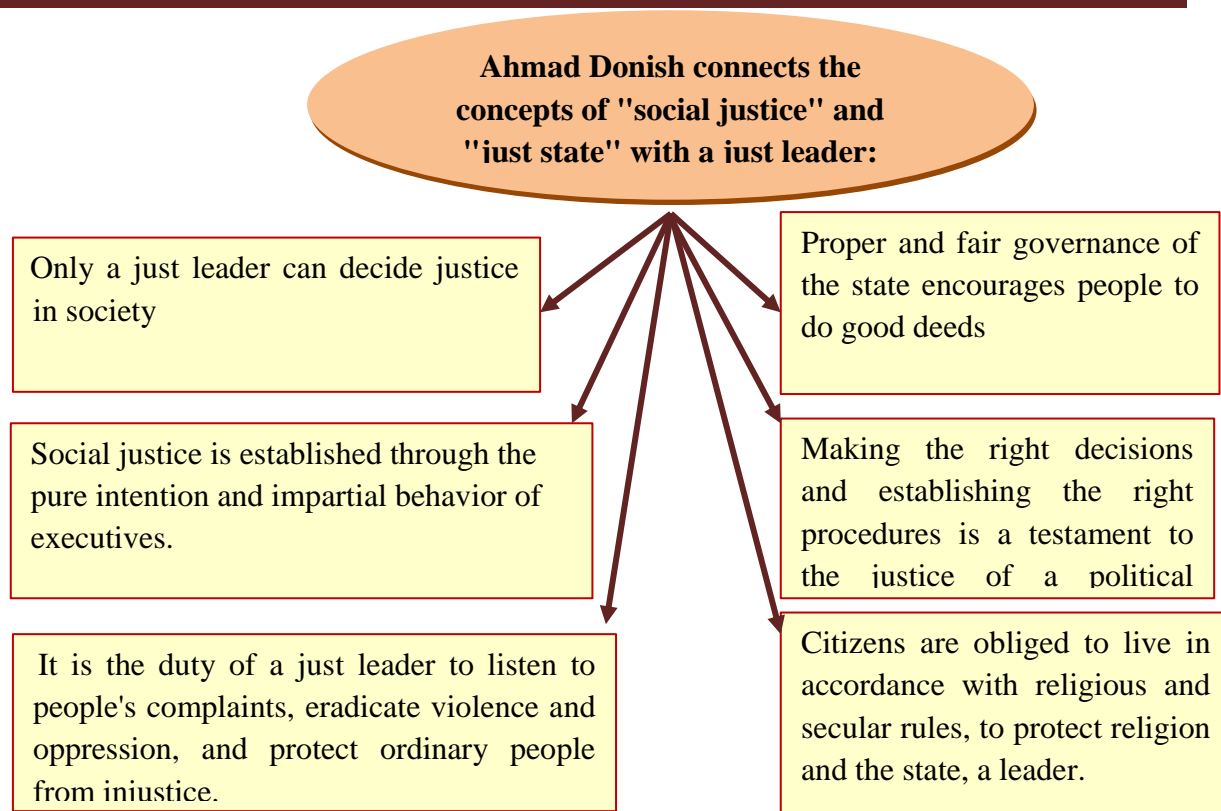 Ahmad Donish connects the
concepts of "social justice" and
"just state" with a just leader:
Only a just leader can decide justice
in society
Social justice is established through the
pure intention and impartial behavior of
executives.
It is the duty of a just leader to listen to
people's complaints, eradicate violence and
oppression, and protect ordinary people
from injustice.
Proper and fair governance of
the state encourages people to
do good deeds
Making the right decisions
and establishing the right
procedures is a testament to
the justice of a political
Citizens are obliged to live in
accordance with religious and
secular rules, to protect religion
and the state, a leader.